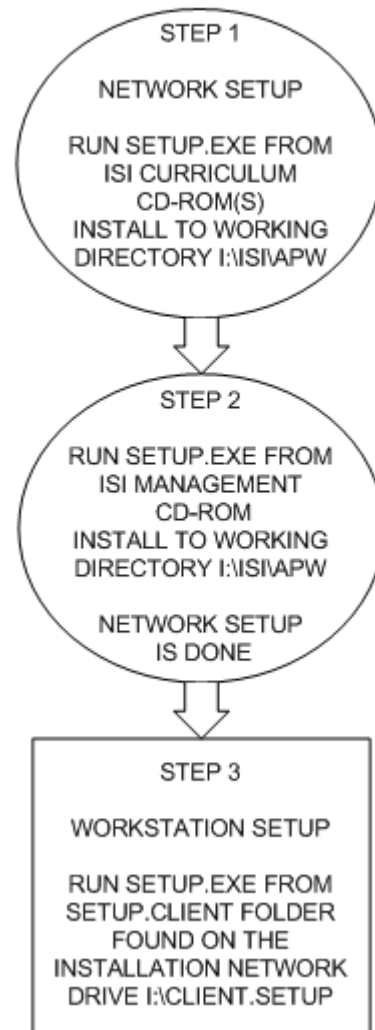 STEP 1
NETWORK SETUP
RUN SETUP.EXE FROM
ISI CURRICULUM
CD-ROM(S)
INSTALL TO WORKING
DIRECTORY I:\ISI\APW
STEP 2
RUN SETUP.EXE FROM
ISI MANAGEMENT
CD-ROM
INSTALL TO WORKING
DIRECTORY I:\ISI\APW
NETWORK SETUP
IS DONE
STEP 3
WORKSTATION SETUP
RUN SETUP.EXE FROM
SETUP.CLIENT FOLDER
FOUND ON THE
INSTALLATION NETWORK
DRIVE I:\CLIENT.SETUP